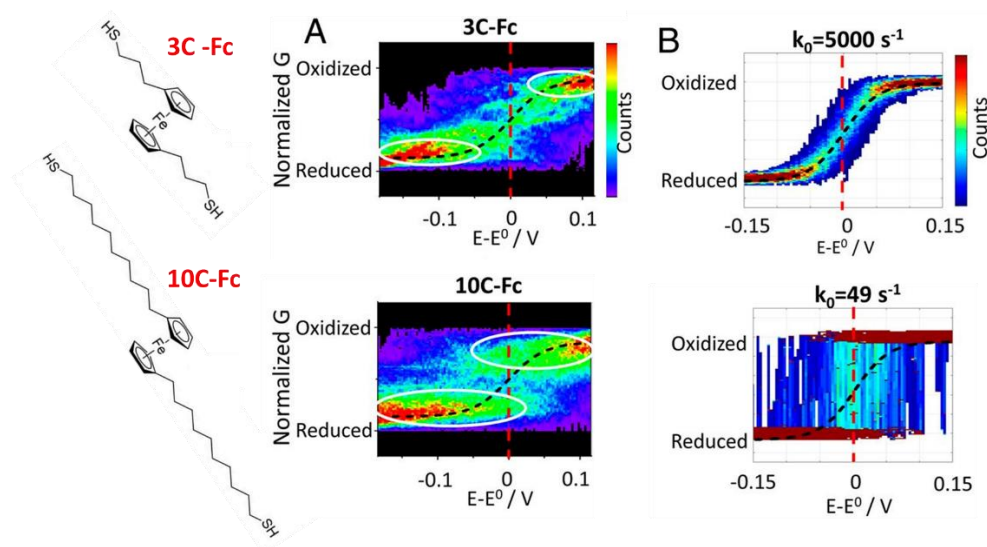 HS
3C -Fc
Fe
SH
HS
10C-Fc
Fe
SH
A
3C-Fc
Normalized G
Oxidized
Reduced
-0.1
0
0.1
E-E⁰ / V
Counts
10C-Fc
Normalized G
Oxidized
Reduced
-0.1
0
0.1
E-E⁰ / V
B
k₀=5000 s⁻¹
Oxidized
Reduced
-0.15
0
0.15
E-E⁰ / V
Counts
k₀=49 s⁻¹
Oxidized
Reduced
-0.15
0
0.15
E-E⁰ / V